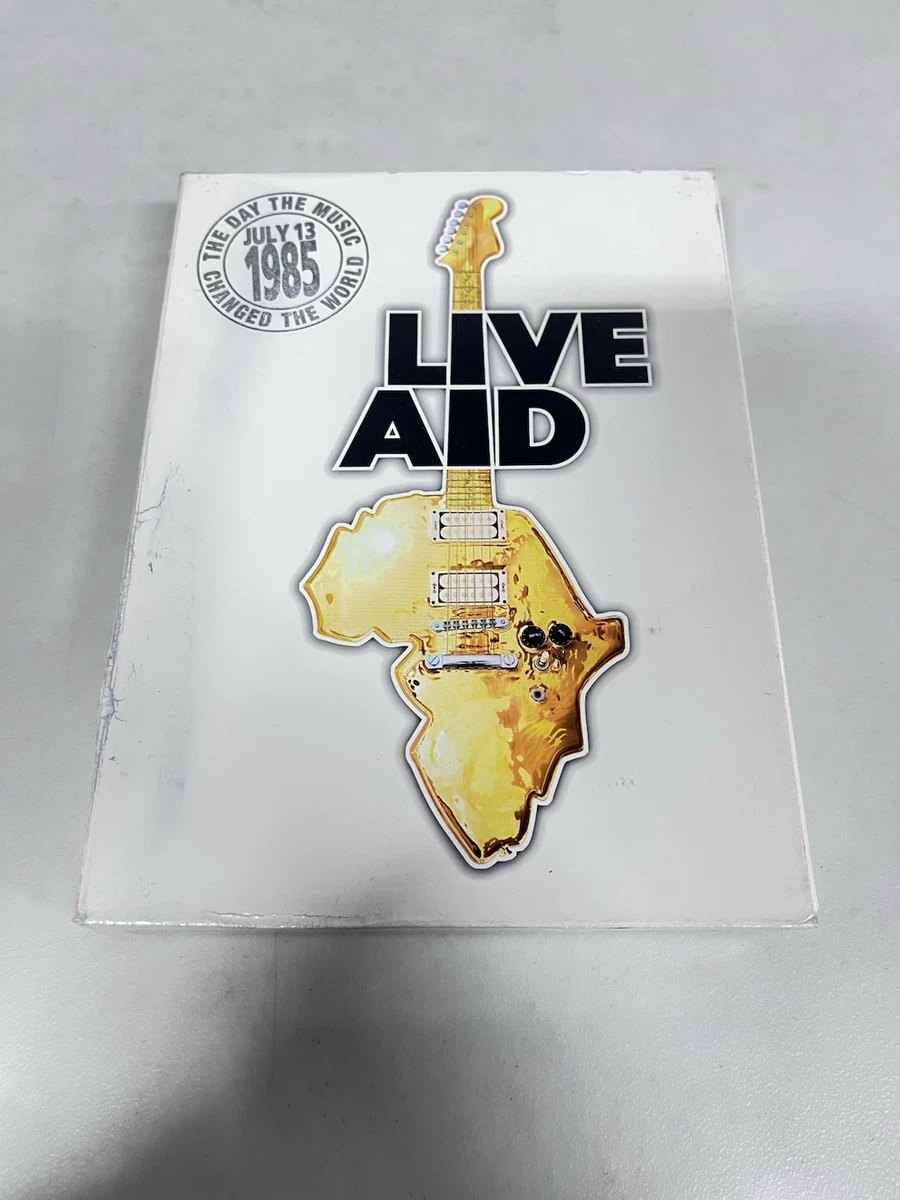 THE DAY THE MUSIC
JULY 13
1985
CHANGED THE WORLD
LIVE
AID